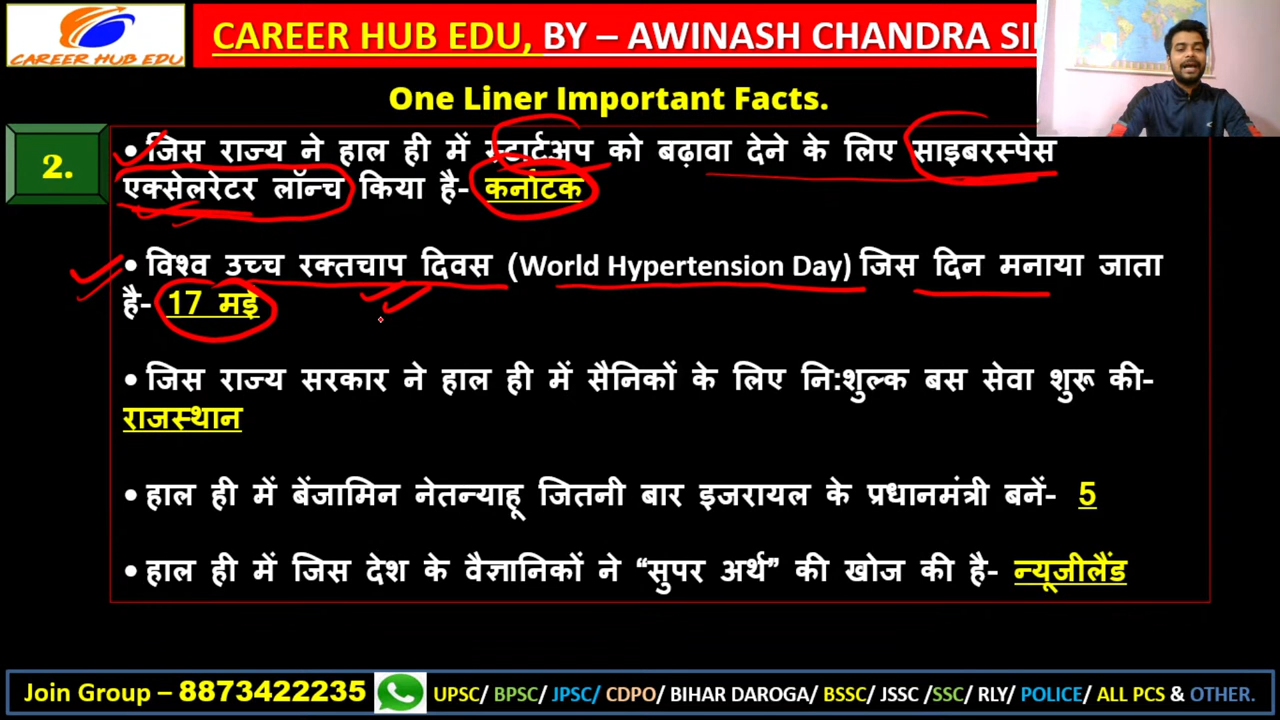 CAREER HUB EDU
CAREER HUB EDU, BY – AWINASH CHANDRA
One Liner Important Facts.
2.
• जिस राज्य ने हाल ही में स्टार्टअप को बढ़ावा देने के लिए साइबरस्पेस
एक्सेलरेटर लॉन्च किया है- कर्नाटक
• विश्व उच्च रक्तचाप दिवस (World Hypertension Day) जिस दिन मनाया जाता
है- 17 मई
• जिस राज्य सरकार ने हाल ही में सैनिकों के लिए नि:शुल्क बस सेवा शुरू की-
राजस्थान
• हाल ही में बेंजामिन नेतन्याहू जितनी बार इजरायल के प्रधानमंत्री बनें- 5
• हाल ही में जिस देश के वैज्ञानिकों ने “सुपर अर्थ” की खोज की है- न्यूजीलैंड
Join Group – 8873422235 UPSC/ BPSC/ JPSC/ CDPO/ BIHAR DAROGA/ BSSC/ JSSC /SSC/ RLY/ POLICE/ ALL PCS & OTHER.